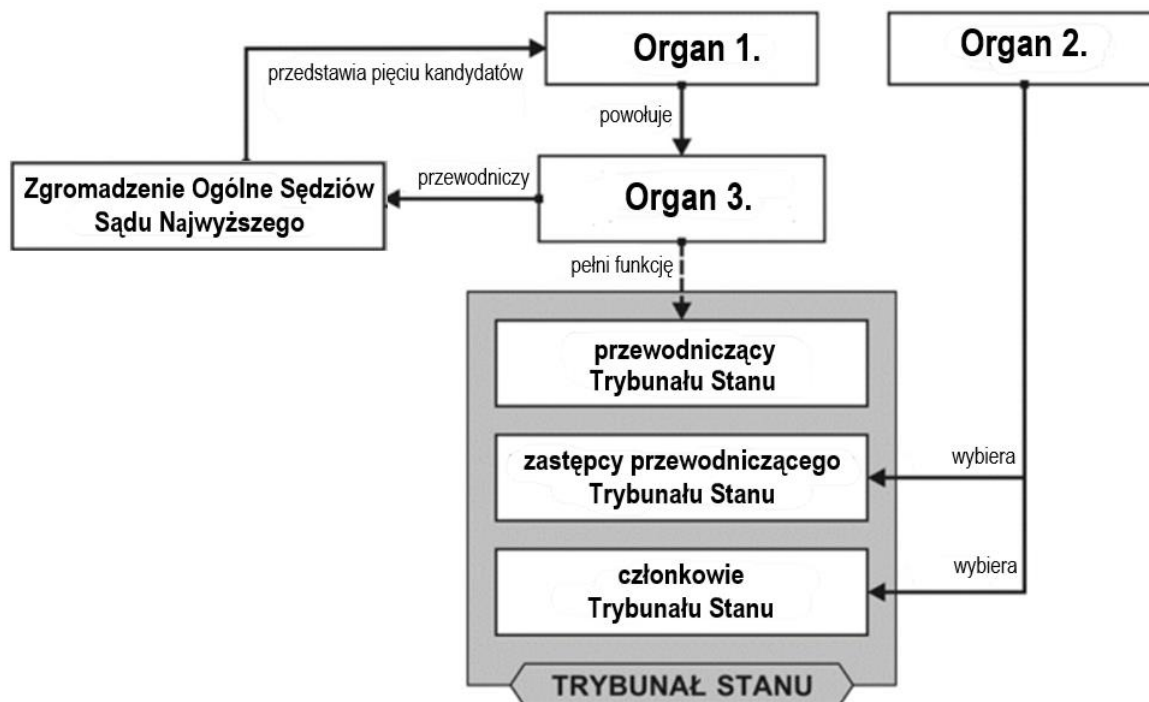 Organ 1.
Organ 2.
przedstawia pięciu kandydatów
powołuje
Zgromadzenie Ogólne Sędziów
Sądu Najwyższego
przewodniczy
Organ 3.
pełni funkcję
przewodniczący
Trybunału Stanu
zastępcy przewodniczącego
Trybunału Stanu
wybiera
członkowie
Trybunału Stanu
wybiera
TRYBUNAŁ STANU